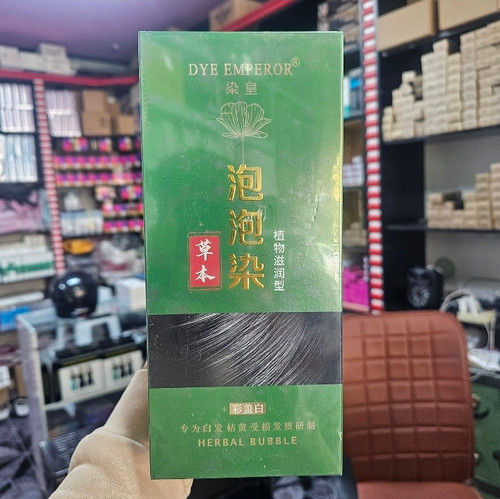 DYE EMPEROR®
染皇
泡泡染
草本
植物滋润型
彩盖白
专为白发枯黄受损发质研制
HERBAL BUBBLE